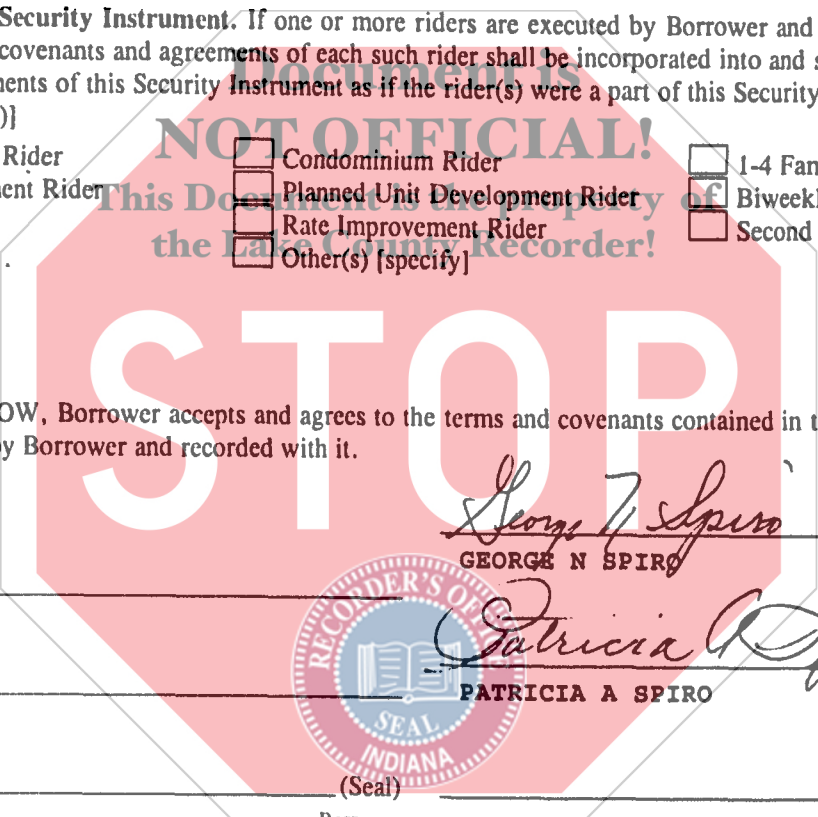 Security Instrument. If one or more riders are executed by Borrower and
covenants and agreements of each such rider shall be incorporated into and s
nents of this Security Instrument as if the rider(s) were a part of this Security
)]
Document is
NOT OFFICIAL!
This Document is the property of
the Lake County Recorder!
Rider Condominium Rider 1-4 Fam
ent Rider Planned Unit Development Rider Biweekl
Rate Improvement Rider Second
Other(s) [specify]
STOP
OW, Borrower accepts and agrees to the terms and covenants contained in t
y Borrower and recorded with it.
George N Spiro
GEORGE N SPIRO
Patricia A Sp
PATRICIA A SPIRO
RECORDER'S OFFICE
SEAL
INDIANA
(Seal)